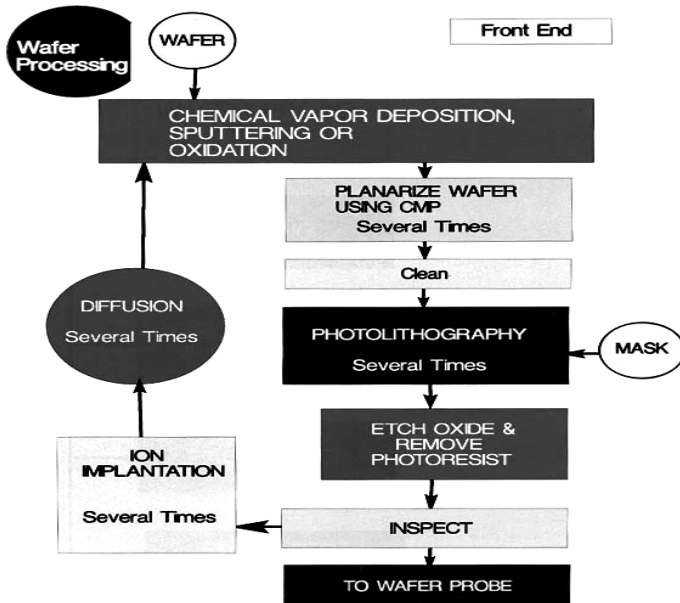 Wafer
Processing
WAFER
Front End
CHEMICAL VAPOR DEPOSITION,
SPUTTERING OR
OXIDATION
PLANARIZE WAFER
USING CMP
Several Times
Clean
DIFFUSION
Several Times
PHOTOLITHOGRAPHY
Several Times
MASK
ETCH OXIDE &
REMOVE
PHOTORESIST
ION
IMPLANTATION
Several Times
INSPECT
TO WAFER PROBE